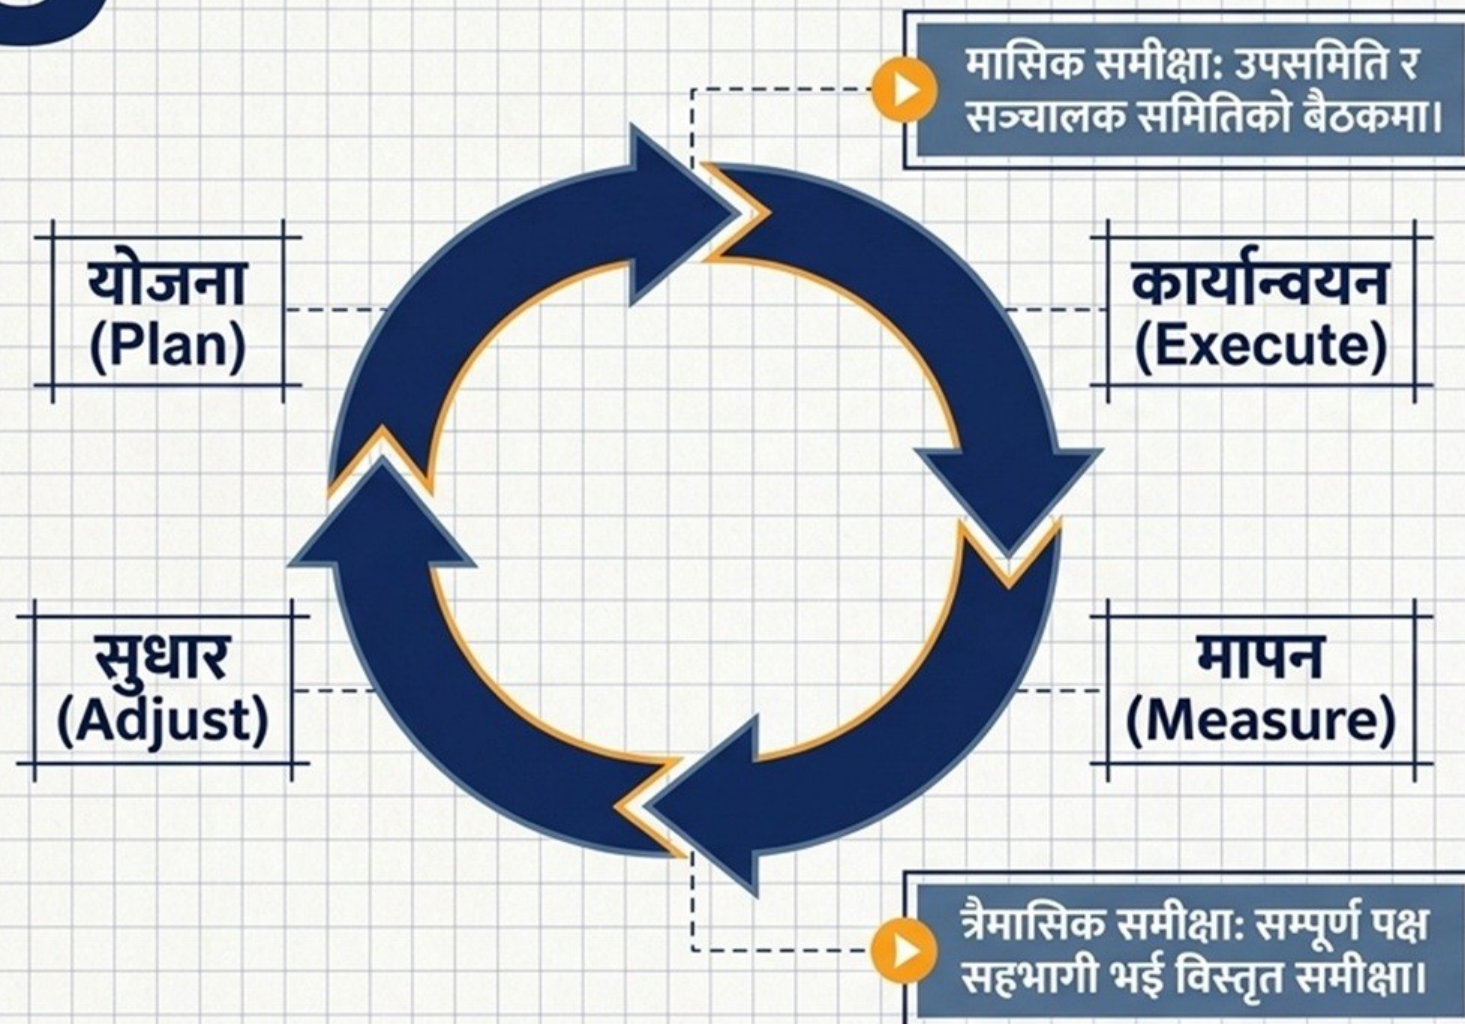 मासिक समीक्षा: उपसमिति र
सञ्चालक समितिको बैठकमा।
योजना
(Plan)
कार्यान्वयन
(Execute)
सुधार
(Adjust)
मापन
(Measure)
त्रैमासिक समीक्षा: सम्पूर्ण पक्ष
सहभागी भई विस्तृत समीक्षा।